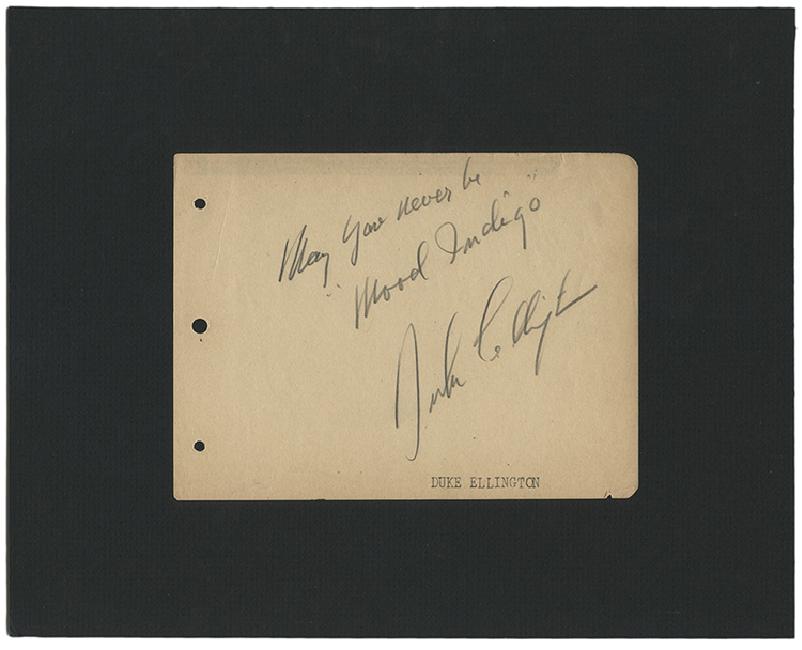 May you never be
"Mood Indigo"
Duke Ellington
DUKE ELLINGTON